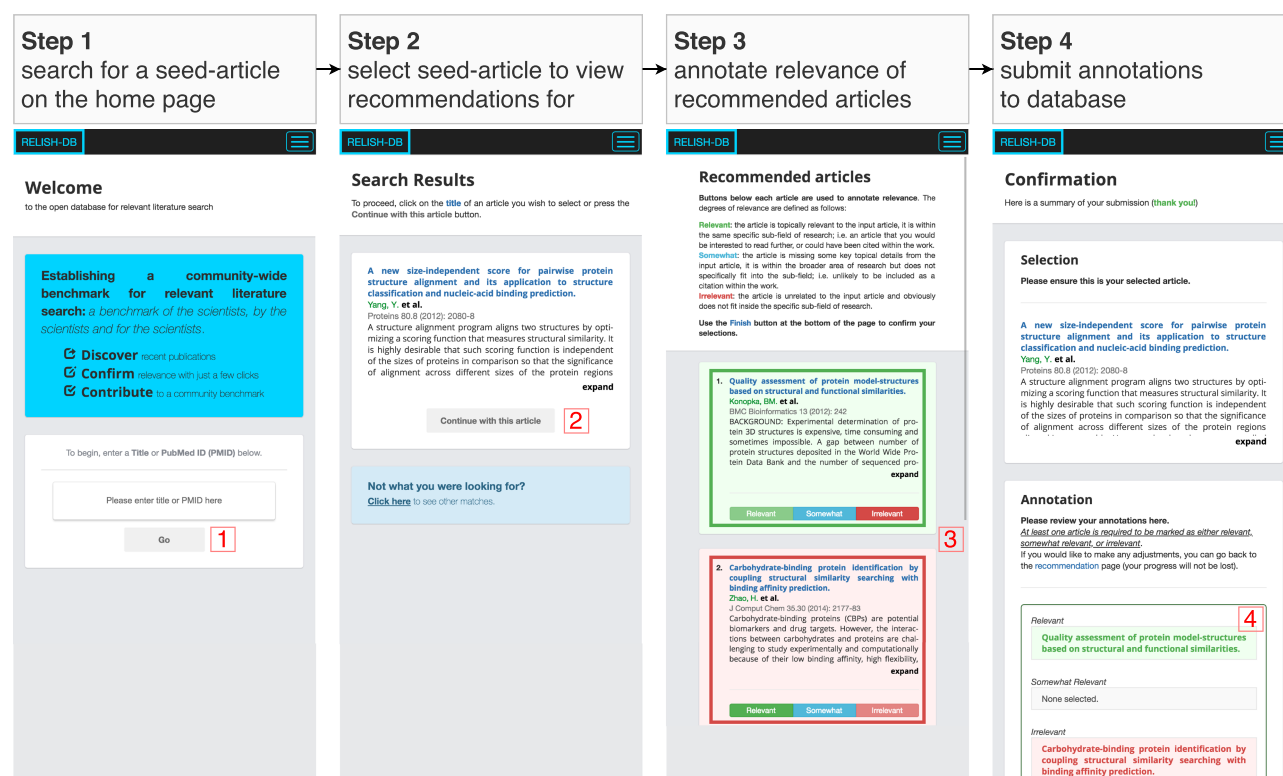 Step 1
search for a seed-article
on the home page
Step 2
select seed-article to view
recommendations for
Step 3
annotate relevance of
recommended articles
Step 4
submit annotations
to database
RELISH-DB
Welcome
to the open database for relevant literature search
Establishing a community-wide
benchmark for relevant literature
search: a benchmark of the scientists, by the
scientists and for the scientists.
Discover recent publications
Confirm relevance with just a few clicks
Contribute to a community benchmark
To begin, enter a Title or PubMed ID (PMID) below.
Please enter title or PMID here
Go
1
RELISH-DB
Search Results
To proceed, click on the title of an article you wish to select or press the
Continue with this article button.
A new size-independent score for pairwise protein
structure alignment and its application to structure
classification and nucleic-acid binding prediction.
Yang, Y. et al.
Proteins 80.8 (2012): 2080-8
A structure alignment program aligns two structures by opti-
mizing a scoring function that measures structural similarity. It
is highly desirable that such scoring function is independent
of the sizes of proteins in comparison so that the significance
of alignment across different sizes of the protein regions
expand
Continue with this article
2
Not what you were looking for?
Click here to see other matches.
RELISH-DB
Recommended articles
Buttons below each article are used to annotate relevance. The
degrees of relevance are defined as follows:
Relevant: the article is topically relevant to the input article, it is within
the same specific sub-field of research; i.e. an article that you would
be interested to read further, or could have been cited within the work.
Somewhat: the article is missing some key topical details from the
input article, it is within the broader area of research but does not
specifically fit into the sub-field; i.e. unlikely to be included as a
citation within the work.
Irrelevant: the article is unrelated to the input article and obviously
does not fit inside the specific sub-field of research.
Use the Finish button at the bottom of the page to confirm your
selections.
1. Quality assessment of protein model-structures
based on structural and functional similarities.
Konopka, BM. et al.
BMC Bioinformatics 13 (2012): 242
BACKGROUND: Experimental determination of pro-
tein 3D structures is expensive, time consuming and
sometimes impossible. A gap between number of
protein structures deposited in the World Wide Pro-
tein Data Bank and the number of sequenced pro-
expand
Relevant Somewhat Irrelevant
3
2. Carbohydrate-binding protein identification by
coupling structural similarity searching with
binding affinity prediction.
Zhao, H. et al.
J Comput Chem 35.30 (2014): 2177-83
Carbohydrate-binding proteins (CBPs) are potential
biomarkers and drug targets. However, the interac-
tions between carbohydrates and proteins are chal-
lenging to study experimentally and computationally
because of their low binding affinity, high flexibility,
expand
Relevant Somewhat Irrelevant
RELISH-DB
Confirmation
Here is a summary of your submission (thank you!)
Selection
Please ensure this is your selected article.
A new size-independent score for pairwise protein
structure alignment and its application to structure
classification and nucleic-acid binding prediction.
Yang, Y. et al.
Proteins 80.8 (2012): 2080-8
A structure alignment program aligns two structures by opti-
mizing a scoring function that measures structural similarity. It
is highly desirable that such scoring function is independent
of the sizes of proteins in comparison so that the significance
of alignment across different sizes of the protein regions
expand
Annotation
Please review your annotations here.
At least one article is required to be marked as either relevant,
somewhat relevant, or irrelevant.
If you would like to make any adjustments, you can go back to
the recommendation page (your progress will not be lost).
4
Relevant
Quality assessment of protein model-structures
based on structural and functional similarities.
Somewhat Relevant
None selected.
Irrelevant
Carbohydrate-binding protein identification by
coupling structural similarity searching with
binding affinity prediction.